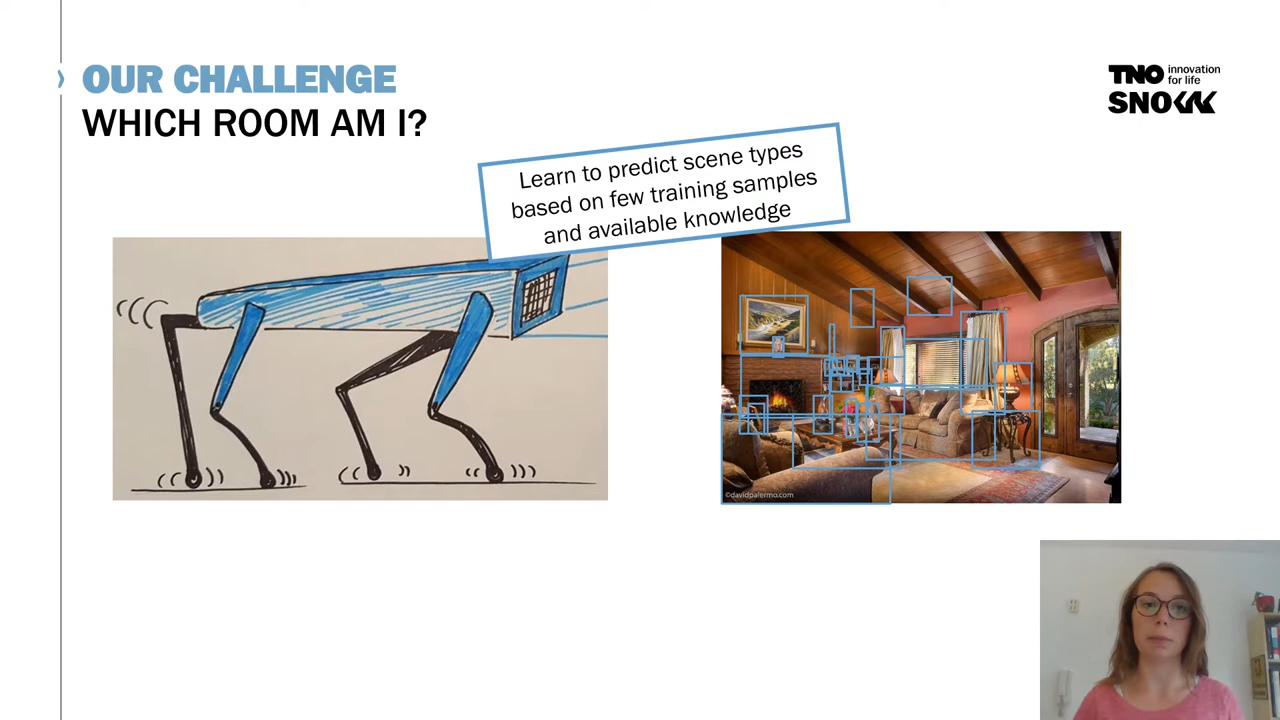 OUR CHALLENGE
WHICH ROOM AM I?
TNO innovation
for life
SNOW
Learn to predict scene types
based on few training samples
and available knowledge
©davidpalermo.com